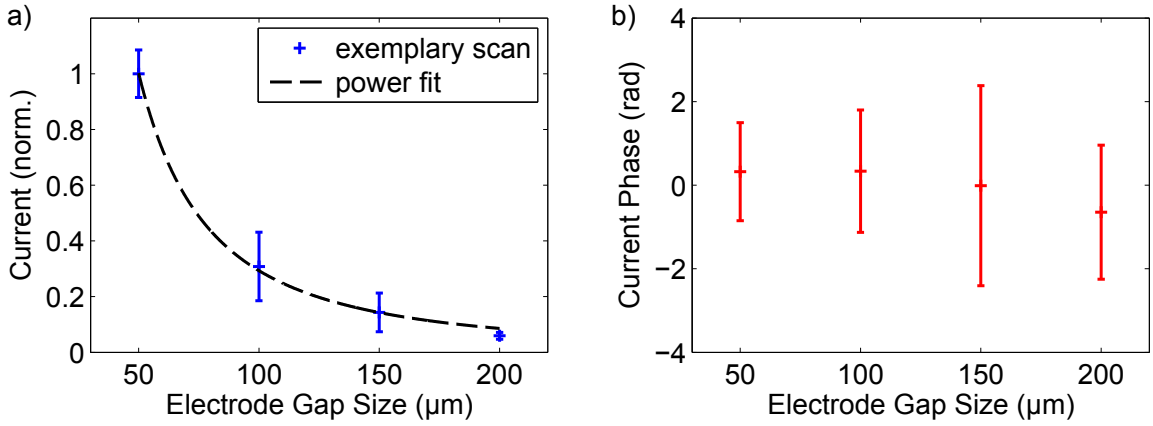 a)
Current (norm.)
1
0.8
0.6
0.4
0.2
0
50
100
150
200
Electrode Gap Size (µm)
exemplary scan
power fit
b)
Current Phase (rad)
4
2
0
−2
−4
50
100
150
200
Electrode Gap Size (µm)